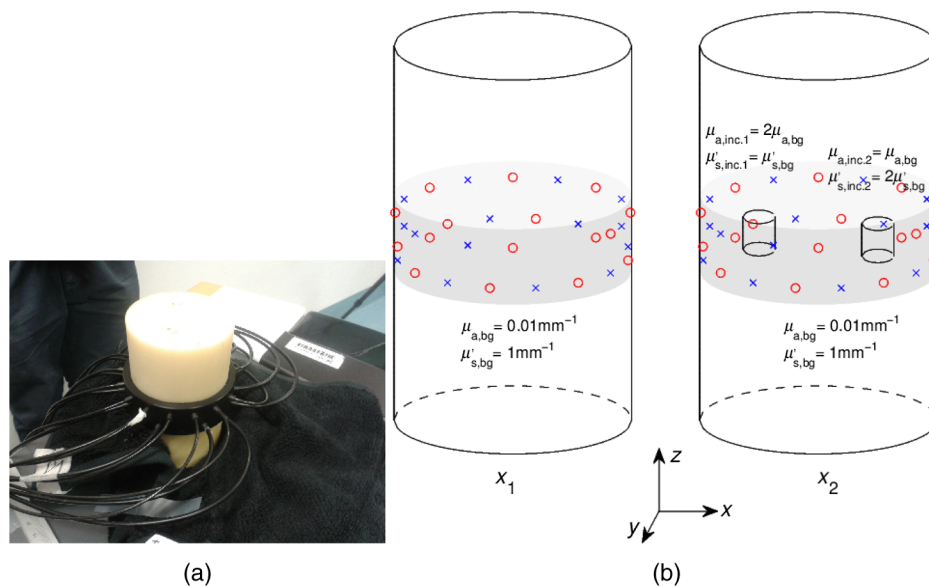 μa,inc.1= 2μa,bg
μ's,inc.1= μ's,bg
μa,inc.2= μa,bg
μ's,inc.2= 2μ's,bg
μa,bg = 0.01mm⁻¹
μ's,bg = 1mm⁻¹
μa,bg = 0.01mm⁻¹
μ's,bg = 1mm⁻¹
x1
x2
z
x
y
(a)
(b)